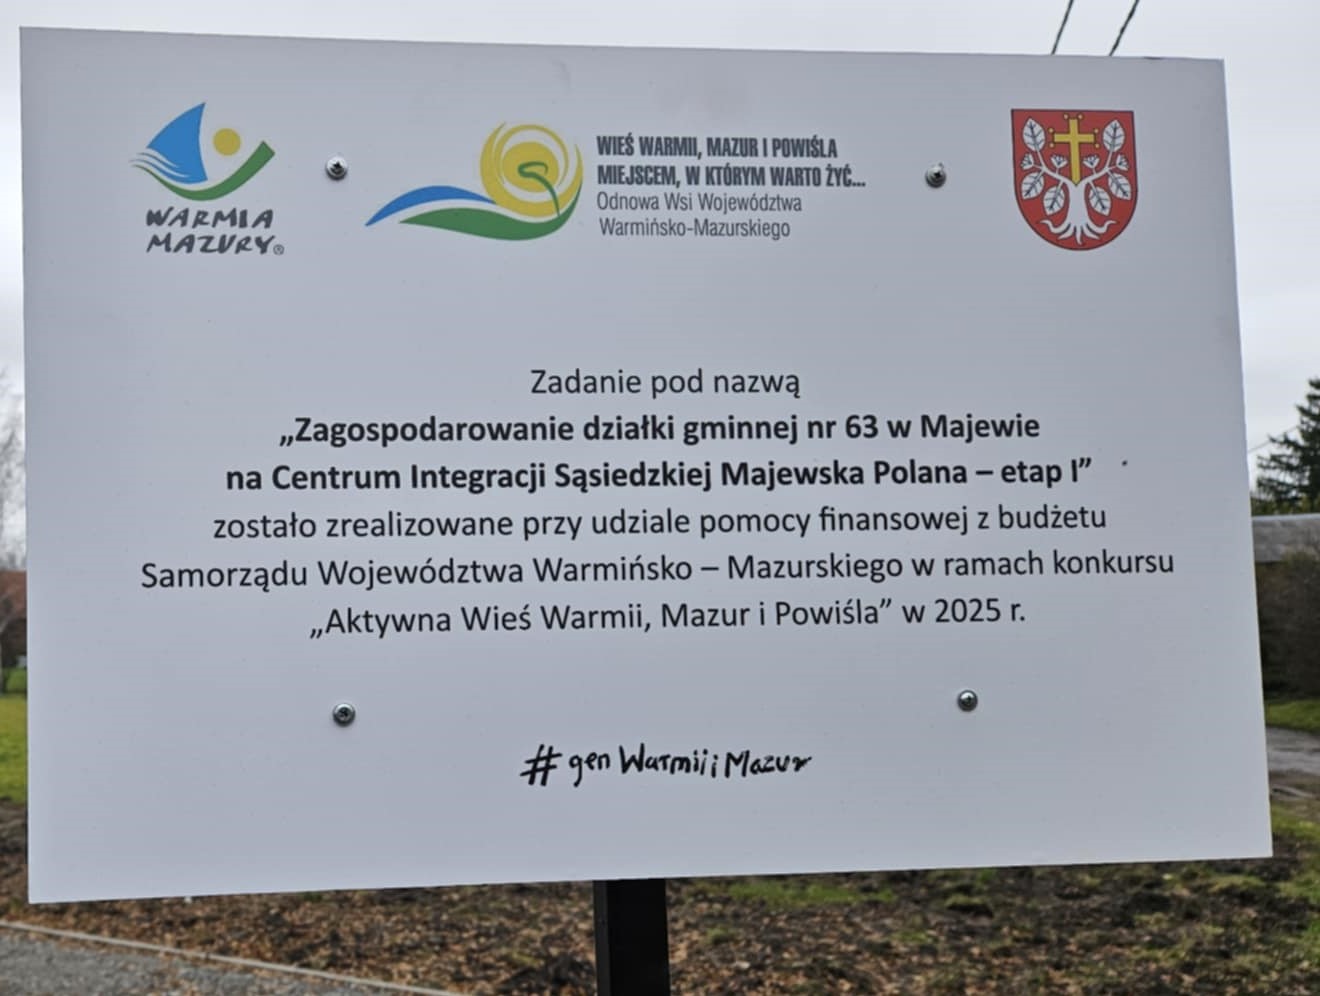 WARMIA
MAZURY®
WIEŚ WARMII, MAZUR I POWIŚLA
MIEJSCEM, W KTÓRYM WARTO ŻYĆ...
Odnowa Wsi Województwa
Warmińsko-Mazurskiego
Zadanie pod nazwą
„Zagospodarowanie działki gminnej nr 63 w Majewie
na Centrum Integracji Sąsiedzkiej Majewska Polana – etap I”
zostało zrealizowane przy udziale pomocy finansowej z budżetu
Samorządu Województwa Warmińsko – Mazurskiego w ramach konkursu
„Aktywna Wieś Warmii, Mazur i Powiśla” w 2025 r.
# gen Warmii i Mazur